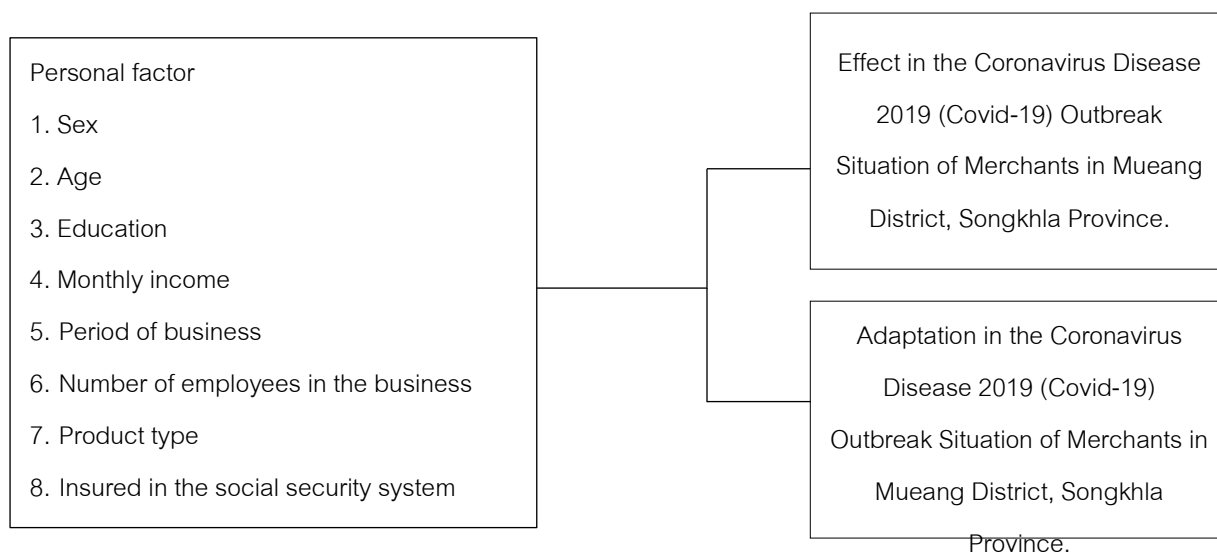 Personal factor
1. Sex
2. Age
3. Education
4. Monthly income
5. Period of business
6. Number of employees in the business
7. Product type
8. Insured in the social security system
Effect in the Coronavirus Disease
2019 (Covid-19) Outbreak
Situation of Merchants in Mueang
District, Songkhla Province.
Adaptation in the Coronavirus
Disease 2019 (Covid-19)
Outbreak Situation of Merchants in
Mueang District, Songkhla
Province.